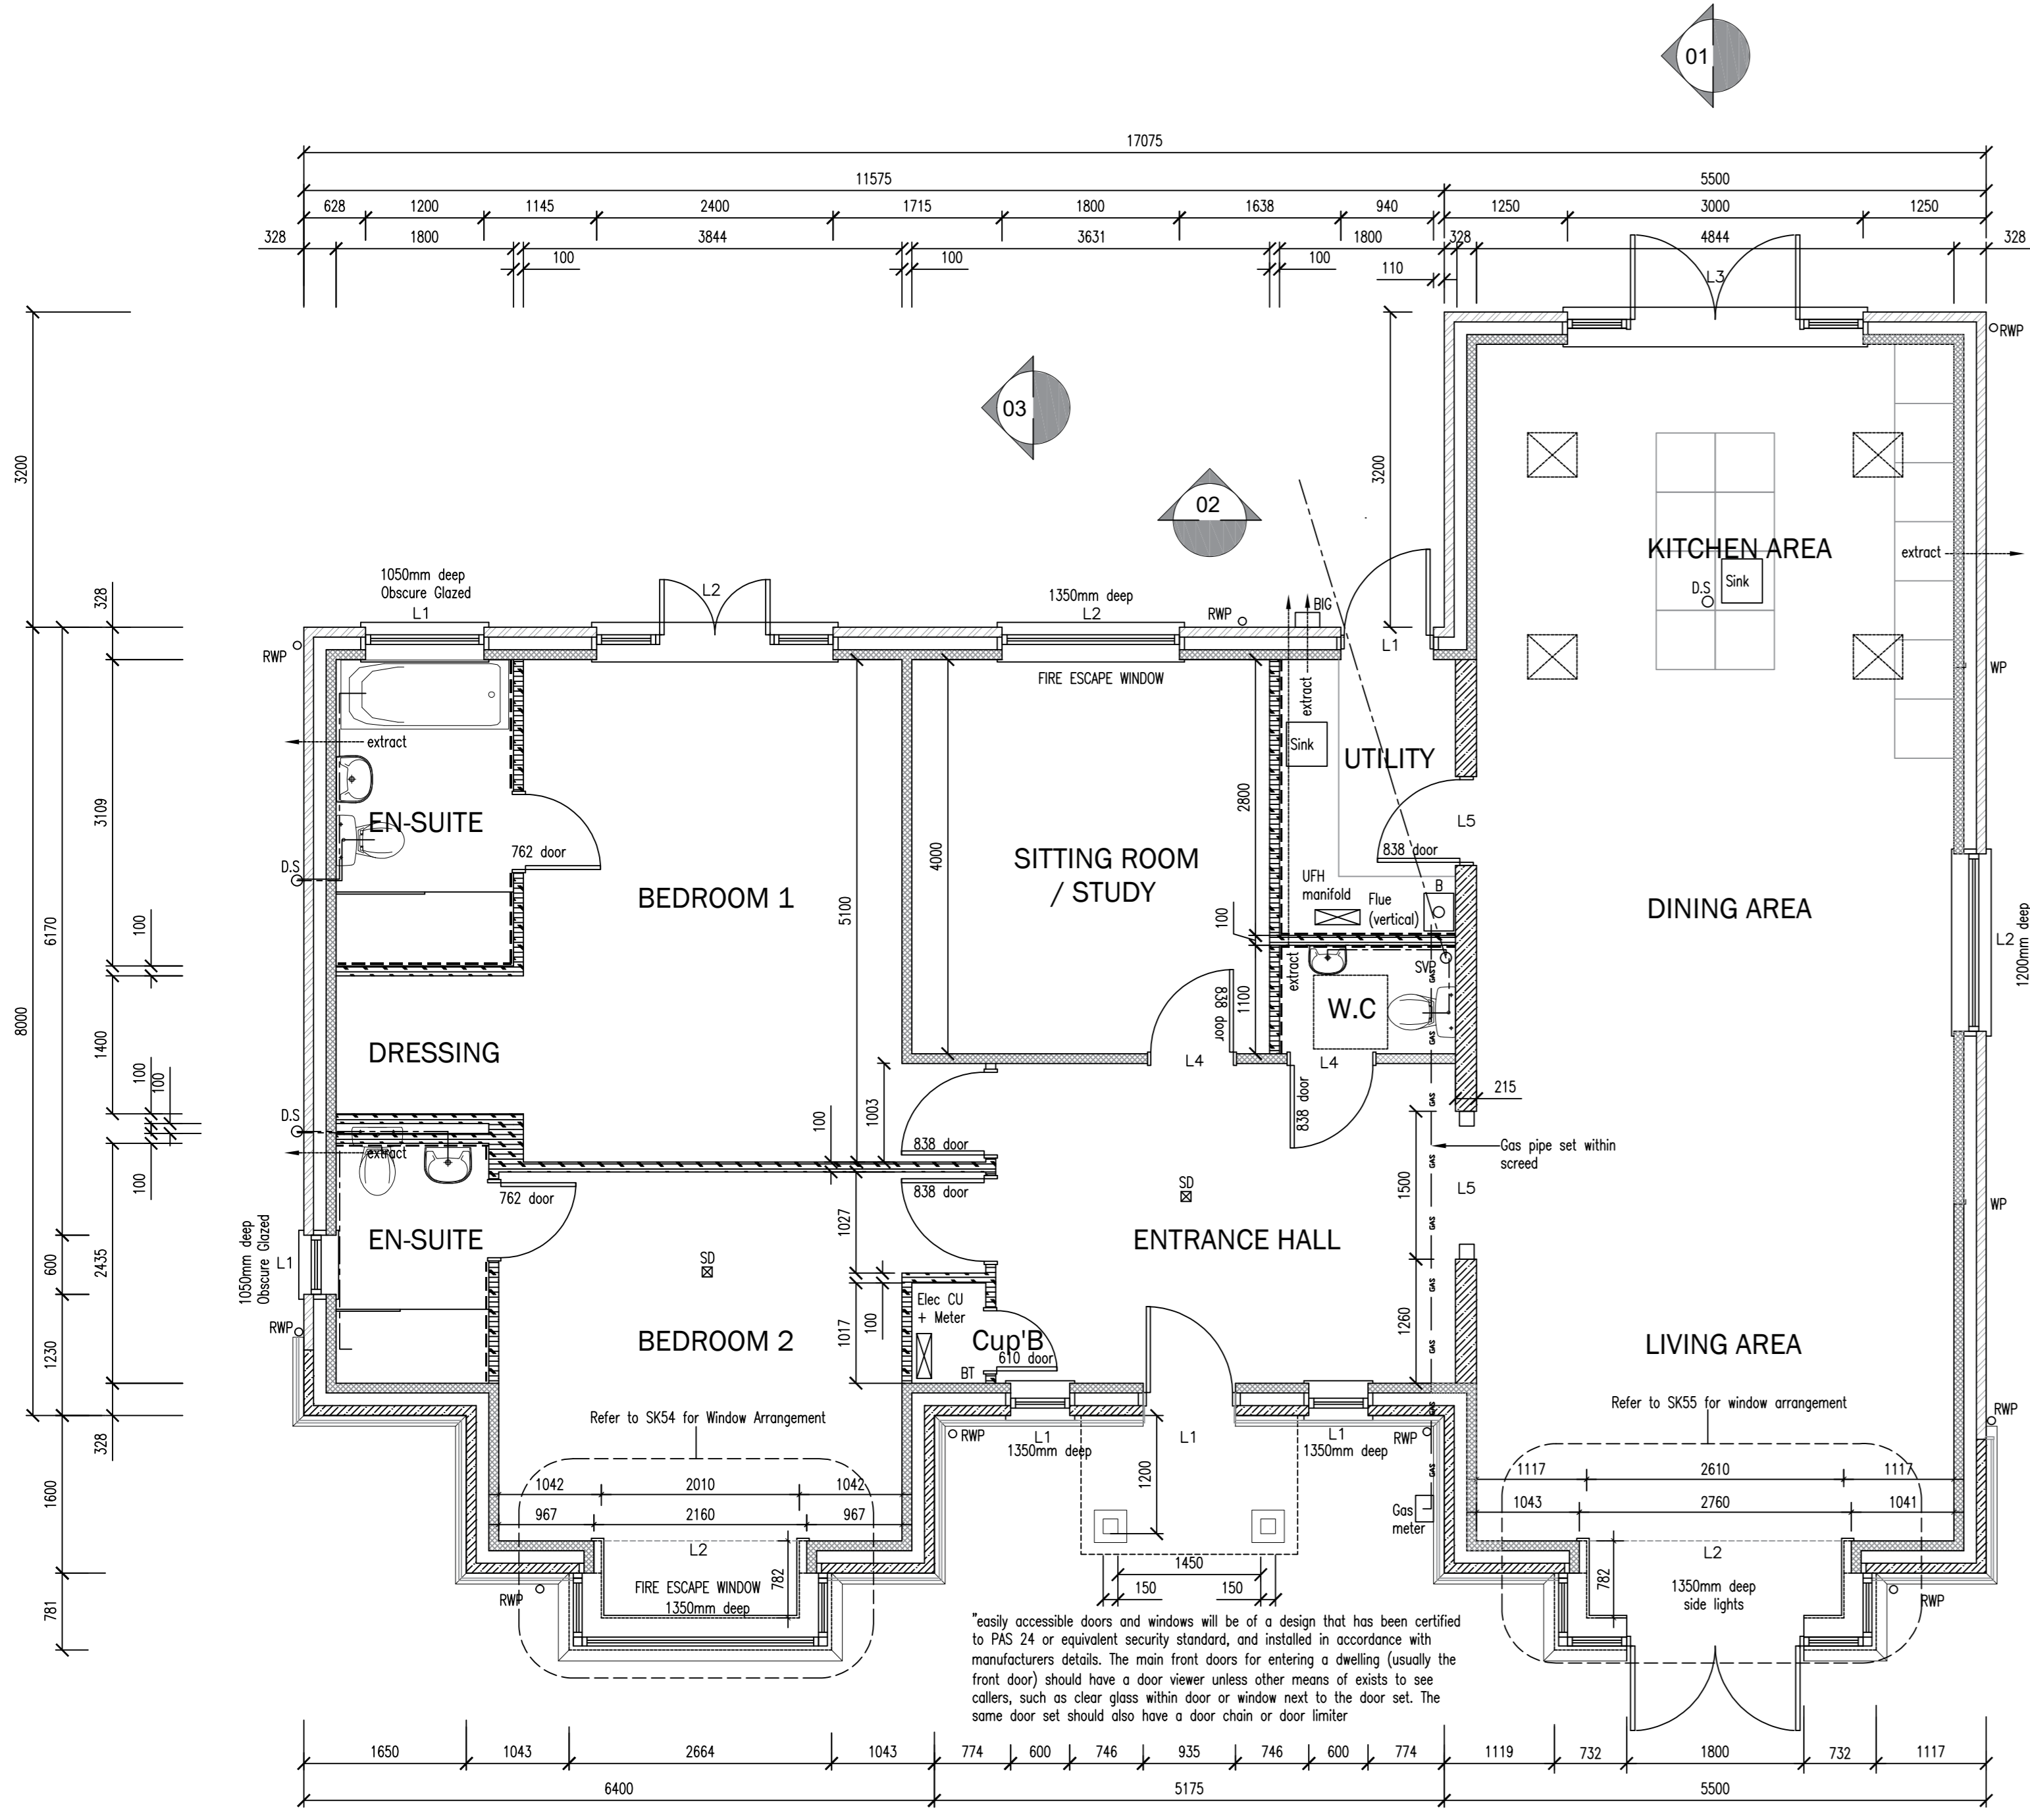 01
17075
11575
5500
628
1200
1145
2400
1715
1800
1638
940
1250
3000
1250
328
1800
3844
3631
1800
328
4844
328
100
100
100
110
L3
RWP
3200
3200
03
02
KITCHEN AREA
extract
Sink
D.S
1050mm deep
Obscure Glazed
L1
L2
1350mm deep
L2
RWP
BIG
L1
328
RWP
FIRE ESCAPE WINDOW
WP
extract
extract
Sink
UTILITY
3109
EN-SUITE
762 door
2800
L5
838 door
D.S
4000
SITTING ROOM
/ STUDY
UFH
manifold
Flue
(vertical)
B
BEDROOM 1
5100
DINING AREA
6170
100
100
L2
1200mm deep
extract
SVP
8000
1400
838 door
1100
W.C
DRESSING
L4
L4
100
100
D.S
1003
100
838 door
215
838 door
extract
Gas pipe set within
screed
100
762 door
838 door
SD
1500
L5
WP
1050mm deep
Obscure Glazed
L1
EN-SUITE
1027
ENTRANCE HALL
600
2435
SD
Elec CU
+ Meter
RWP
1230
BEDROOM 2
1017
100
Cup'B
610 door
BT
1260
LIVING AREA
GAS
GAS
GAS
GAS
GAS
GAS
GAS
GAS
GAS
GAS
Refer to SK54 for Window Arrangement
Refer to SK55 for window arrangement
328
RWP
L1
1350mm deep
L1
L1
1350mm deep
RWP
RWP
1600
1042
2010
1042
1200
1117
2610
1117
967
2160
967
Gas
meter
1043
2760
1041
L2
L2
FIRE ESCAPE WINDOW
1350mm deep
782
1450
150
150
782
1350mm deep
side lights
RWP
RWP
781
"easily accessible doors and windows will be of a design that has been certified
to PAS 24 or equivalent security standard, and installed in accordance with
manufacturers details. The main front doors for entering a dwelling (usually the
front door) should have a door viewer unless other means of exists to see
callers, such as clear glass within door or window next to the door set. The
same door set should also have a door chain or door limiter
1650
1043
2664
1043
774
600
746
935
746
600
774
1119
732
1800
732
1117
6400
5175
5500